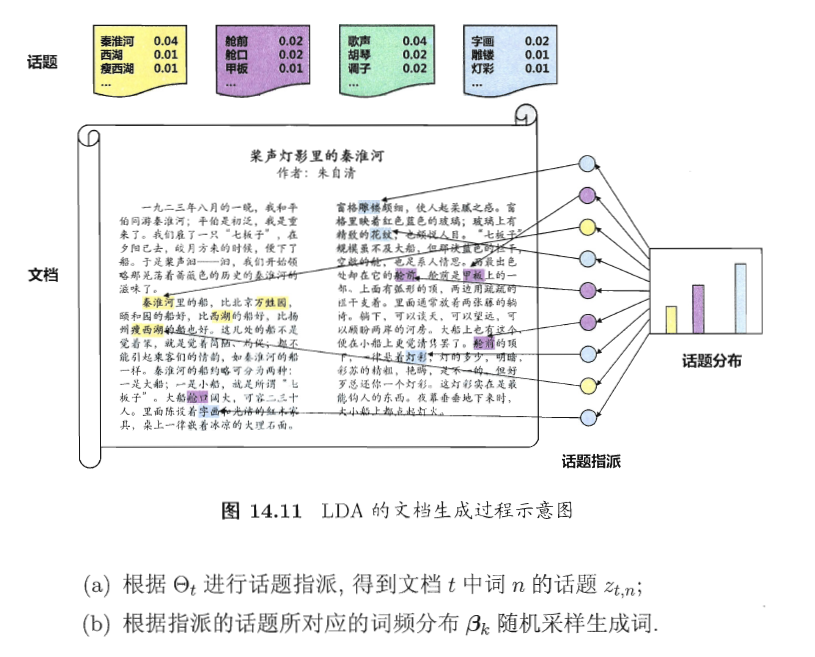 话题
秦淮河 0.04
西湖 0.01
瘦西湖 0.01
...
舱前 0.02
舱口 0.02
甲板 0.01
...
歌声 0.04
胡琴 0.02
调子 0.02
...
字画 0.02
雕镂 0.01
灯彩 0.01
...
文档
桨声灯影里的秦淮河
作者：朱自清
一九二三年八月的一晚，我和平
伯同游秦淮河；平伯是初泛，我是重
来了。我们雇了一只“七板子”，在
夕阳已去，皎月方来的时候，便下了
船。于是桨声汩——汩，我们开始领
略那晃荡着蔷薇色的历史的秦淮河的
滋味了。
秦淮河里的船，比北京万甡园，
颐和园的船好，比西湖的船好，比扬
州瘦西湖的船也好。这几处的船不是
觉着笨，就是觉着简陋、局促；都不
能引起乘客们的情韵，如秦淮河的船
一样。秦淮河的船约略可分为两种：
一是大船；一是小船，就是所谓“七
板子”。大船舱口阔大，可容二三十
人。里面陈设着字画和光洁的红木家
具，桌上一律嵌着冰凉的大理石面。
窗格雕镂颇细，使人起柔腻之感。窗
格里映着红色蓝色的玻璃；玻璃上有
精致的花纹，也颇悦人目。“七板子”
规模虽不及大船，但那淡蓝色的栏干，
空敞的舱，也足系人情思。而最出色
处却在它的舱前。舱前是甲板上的一
部。上面有弧形的顶，两边用疏疏的
栏干支着。里面通常放着两张藤的躺
椅。躺下，可以谈天，可以望远，可
以顾盼两岸的河房。大船上也有这个，
便在小船上更觉清隽罢了。舱前的顶
下，一律悬着灯彩；灯的多少，明暗，
彩苏的精粗，艳晦，是不一的。但好
歹总还你一个灯彩。这灯彩实在是最
能钩人的东西。夜幕垂垂地下来时，
大小船上都点起灯火。
话题分布
话题指派
图 14.11 LDA 的文档生成过程示意图
(a) 根据 Θ_t 进行话题指派, 得到文档 t 中词 n 的话题 z_{t,n};
(b) 根据指派的话题所对应的词频分布 β_k 随机采样生成词.